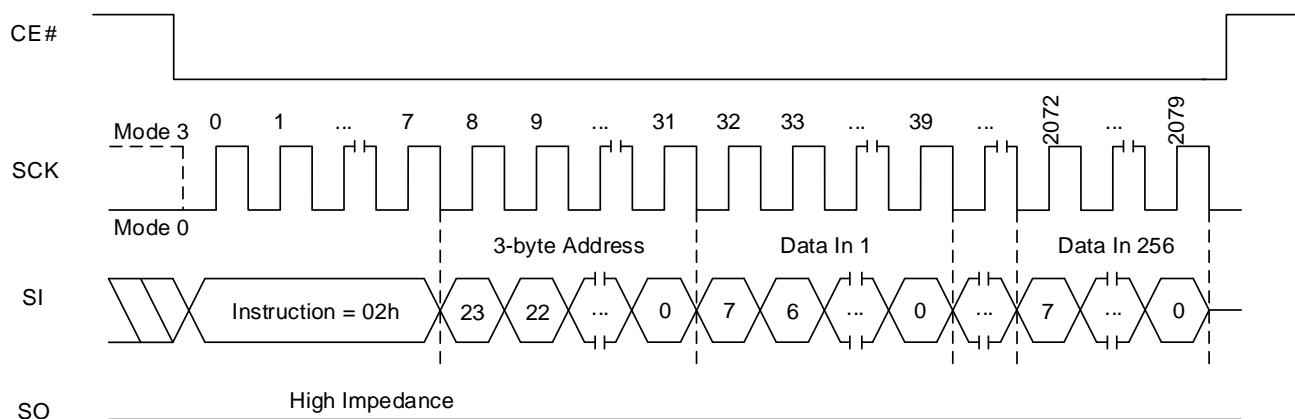 CE#
0 1 ... 7 8 9 ... 31 32 33 ... 39 ... 2072 ... 2079
Mode 3
SCK
Mode 0
3-byte Address Data In 1 Data In 256
SI Instruction = 02h 23 22 ... 0 7 6 ... 0 ... 7 ... 0
High Impedance
SO